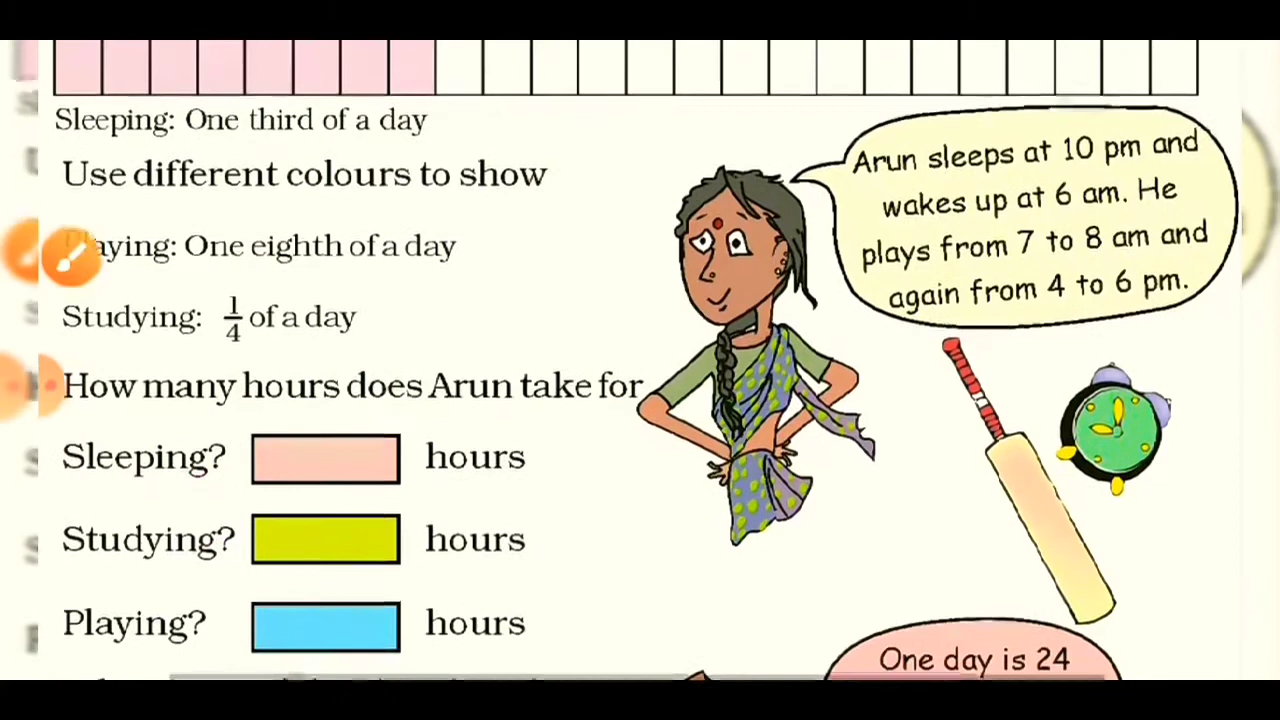 Sleeping: One third of a day
Use different colours to show
Playing: One eighth of a day
Studying: 1/4 of a day
How many hours does Arun take for
Sleeping? hours
Studying? hours
Playing? hours
Arun sleeps at 10 pm and
wakes up at 6 am. He
plays from 7 to 8 am and
again from 4 to 6 pm.
One day is 24